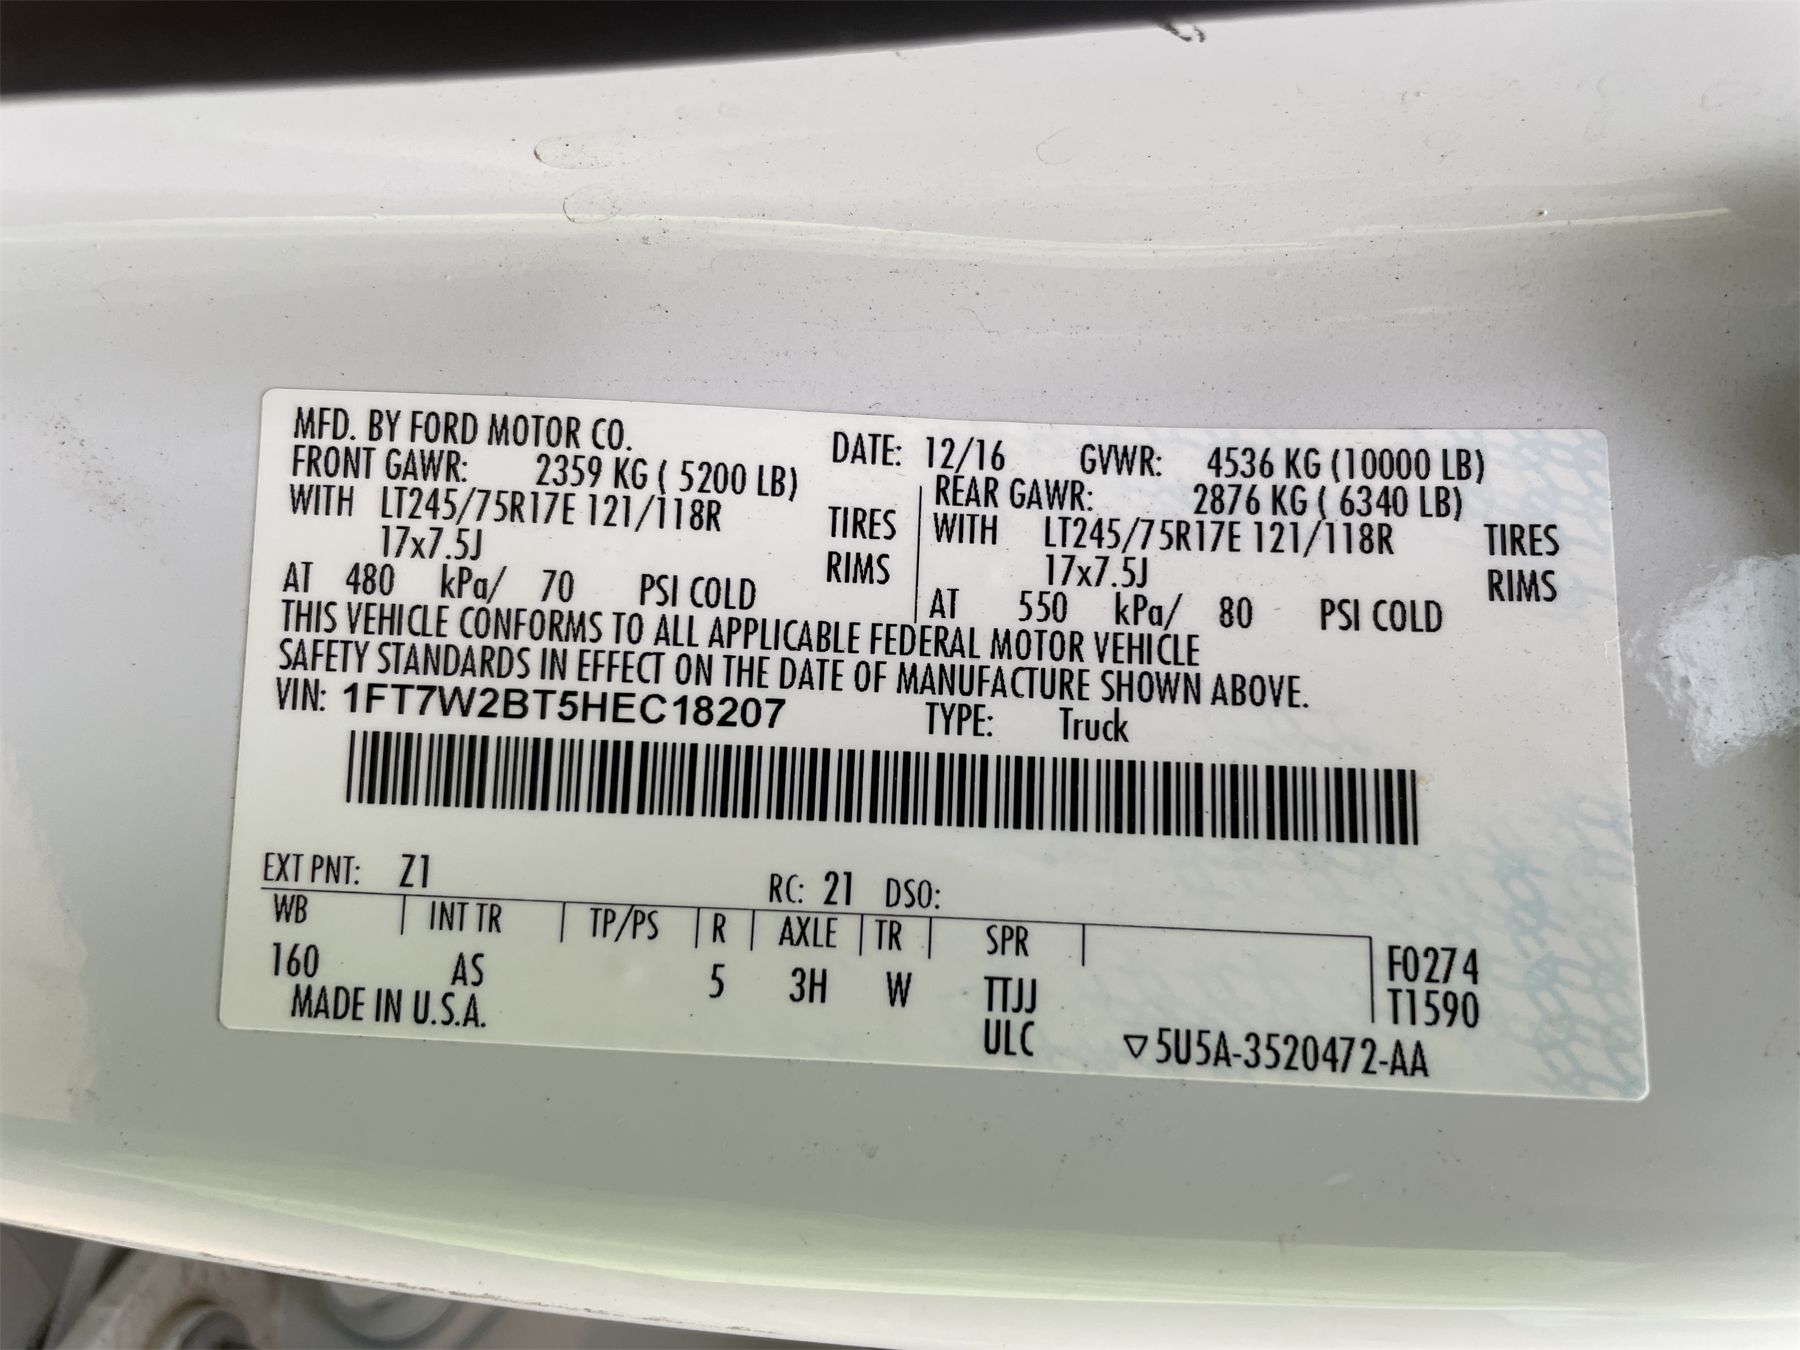 MFD. BY FORD MOTOR CO. DATE: 12/16 GVWR: 4536 KG (10000 LB)
FRONT GAWR: 2359 KG ( 5200 LB) REAR GAWR: 2876 KG ( 6340 LB)
WITH LT245/75R17E 121/118R TIRES WITH LT245/75R17E 121/118R TIRES
17x7.5J RIMS 17x7.5J RIMS
AT 480 kPa/ 70 PSI COLD AT 550 kPa/ 80 PSI COLD
THIS VEHICLE CONFORMS TO ALL APPLICABLE FEDERAL MOTOR VEHICLE
SAFETY STANDARDS IN EFFECT ON THE DATE OF MANUFACTURE SHOWN ABOVE.
VIN: 1FT7W2BT5HEC18207 TYPE: Truck
EXT PNT: Z1 RC: 21 DSO:
WB INT TR TP/PS R AXLE TR SPR F0274
160 AS 5 3H W TTJJ T1590
MADE IN U.S.A. ULC ▽5U5A-3520472-AA